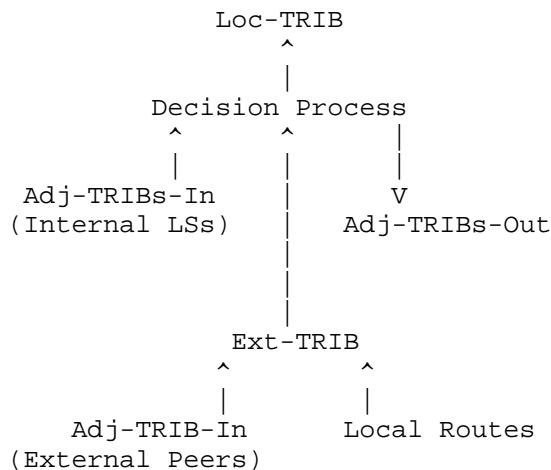 Loc-TRIB
^
|
Decision Process
^ ^ |
| | |
Adj-TRIBs-In | V
(Internal LSs) | Adj-TRIBs-Out
|
|
|
Ext-TRIB
^ ^
| |
Adj-TRIB-In Local Routes
(External Peers)